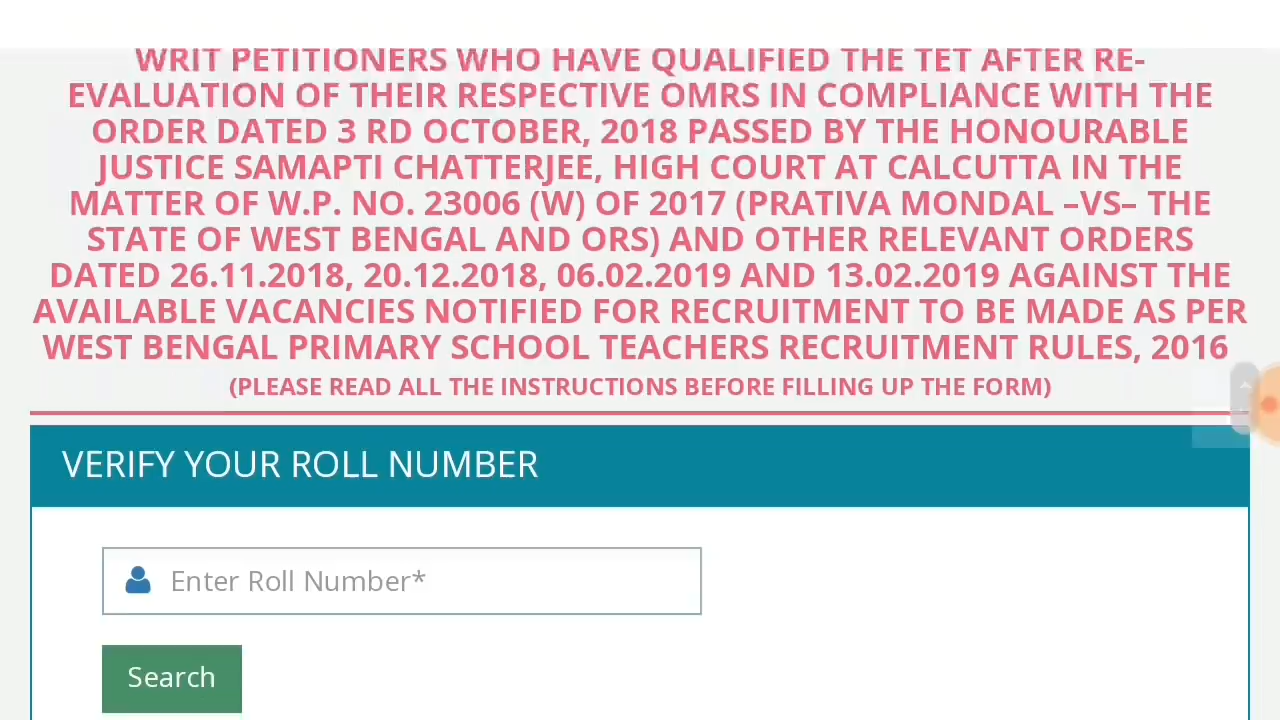 WRIT PETITIONERS WHO HAVE QUALIFIED THE TET AFTER RE-
EVALUATION OF THEIR RESPECTIVE OMRS IN COMPLIANCE WITH THE
ORDER DATED 3 RD OCTOBER, 2018 PASSED BY THE HONOURABLE
JUSTICE SAMAPTI CHATTERJEE, HIGH COURT AT CALCUTTA IN THE
MATTER OF W.P. NO. 23006 (W) OF 2017 (PRATIVA MONDAL –VS– THE
STATE OF WEST BENGAL AND ORS) AND OTHER RELEVANT ORDERS
DATED 26.11.2018, 20.12.2018, 06.02.2019 AND 13.02.2019 AGAINST THE
AVAILABLE VACANCIES NOTIFIED FOR RECRUITMENT TO BE MADE AS PER
WEST BENGAL PRIMARY SCHOOL TEACHERS RECRUITMENT RULES, 2016
(PLEASE READ ALL THE INSTRUCTIONS BEFORE FILLING UP THE FORM)
VERIFY YOUR ROLL NUMBER
Enter Roll Number*
Search